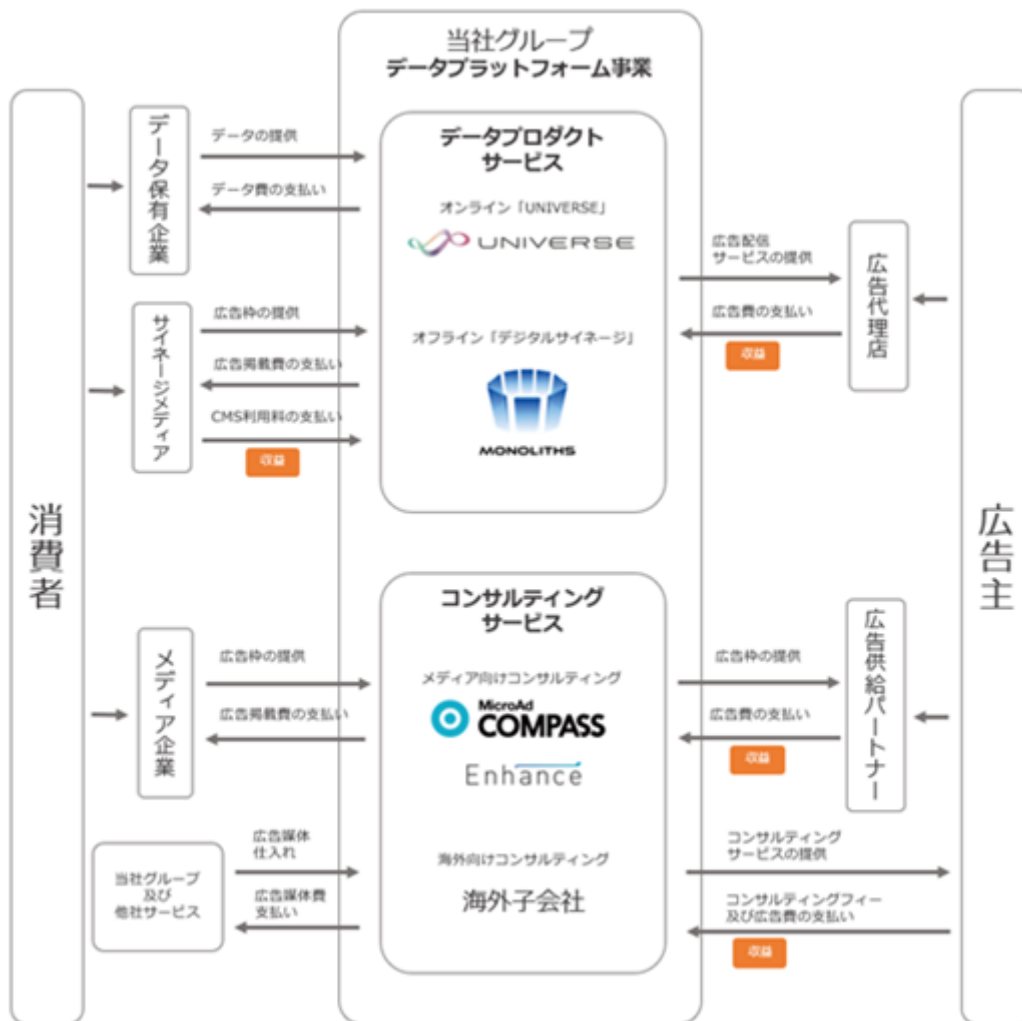 当社グループ
データプラットフォーム事業
消費者
データ保有企業
データの提供
データ費の支払い
サイネージメディア
広告枠の提供
広告掲載費の支払い
CMS利用料の支払い
収益
データプロダクト
サービス
オンライン「UNIVERSE」
UNIVERSE
オフライン「デジタルサイネージ」
MONOLITHS
広告配信
サービスの提供
広告費の支払い
収益
広告代理店
広告主
メディア企業
広告枠の提供
広告掲載費の支払い
当社グループ
及び
他社サービス
広告媒体
仕入れ
広告媒体費
支払い
コンサルティング
サービス
メディア向けコンサルティング
MicroAd
COMPASS
Enhance
海外向けコンサルティング
海外子会社
広告枠の提供
広告費の支払い
収益
広告供給パートナー
コンサルティング
サービスの提供
コンサルティングフィー
及び広告費の支払い
収益